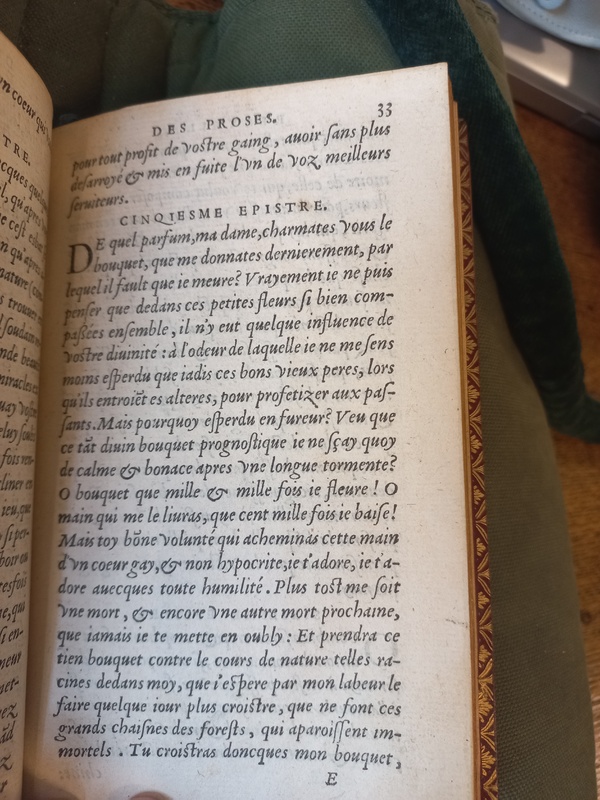 DES PROSES. 33
pour tout profit de vostre gaing, auoir sans plus
desarroyé & mis en fuite l'vn de voz meilleurs
seruiteurs.
CINQIESME EPISTRE.
DE quel parfum, ma dame, charmates vous le
bouquet, que me donnates dernierement, par
lequel il fault que ie meure? Vrayement ie ne puis
penser que dedans ces petites fleurs si bien com-
passées ensemble, il n'y eut quelque influence de
vostre diuinité: à l'odeur de laquelle ie ne me sens
moins esperdu que iadis ces bons vieux peres, lors
qu'ils entroiẽt es alteres, pour profetizer aux pas-
sants. Mais pourquoy esperdu en fureur? Veu que
ce tãt diuin bouquet prognostique ie ne sçay quoy
de calme & bonace apres vne longue tormente?
O bouquet que mille & mille fois ie fleure! O
main qui me le liuras, que cent mille fois ie baise!
Mais toy bõne volunte qui acheminas cette main
d'vn coeur gay, & non hypocrite, ie t'adore, ie t'a-
dore auecques toute humilité. Plus tost me soit
vne mort, & encore vne autre mort prochaine,
que iamais ie te mette en oubly: Et prendra ce
tien bouquet contre le cours de nature telles ra-
cines dedans moy, que i'espere par mon labeur le
faire quelque iour plus croistre, que ne font ces
grands chaisnes des forests, qui aparoissent im-
mortels. Tu croistras doncques mon bouquet,
E